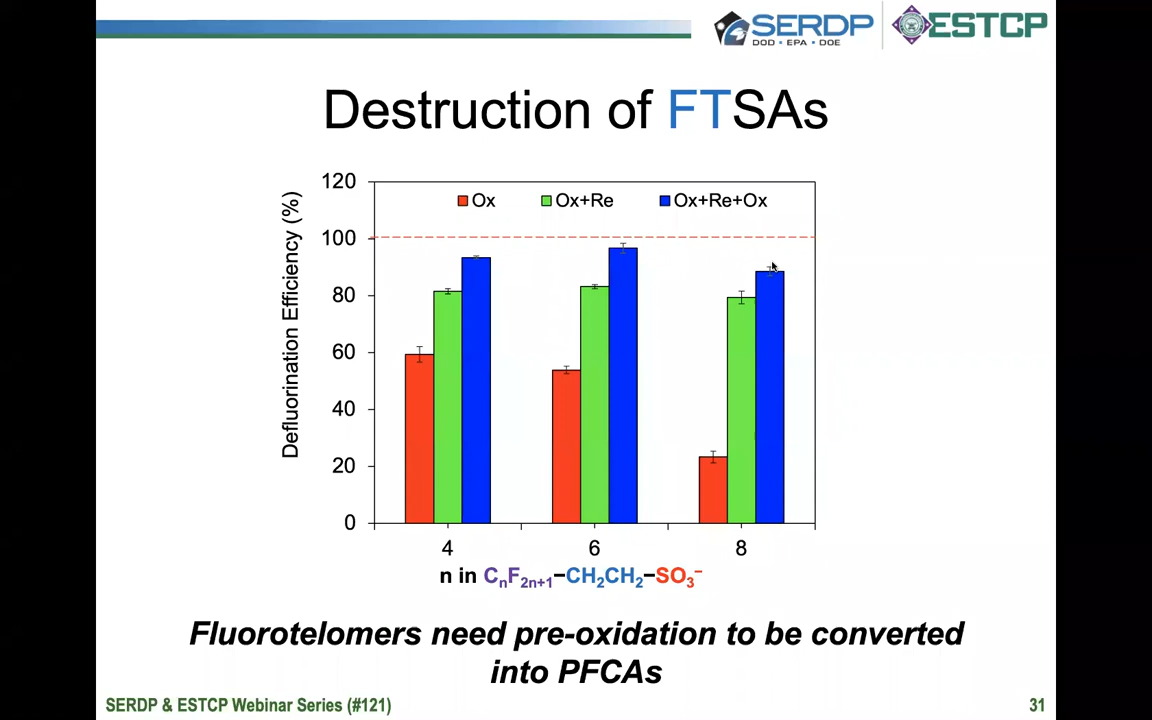 SERDP
DOD • EPA • DOE
ESTCP
Destruction of FTSAs
Defluorination Efficiency (%)
120
100
80
60
40
20
0
Ox
Ox+Re
Ox+Re+Ox
4
6
8
n in CₙF₂ₙ₊₁−CH₂CH₂−SO₃⁻
Fluorotelomers need pre-oxidation to be converted
into PFCAs
SERDP & ESTCP Webinar Series (#121)
31